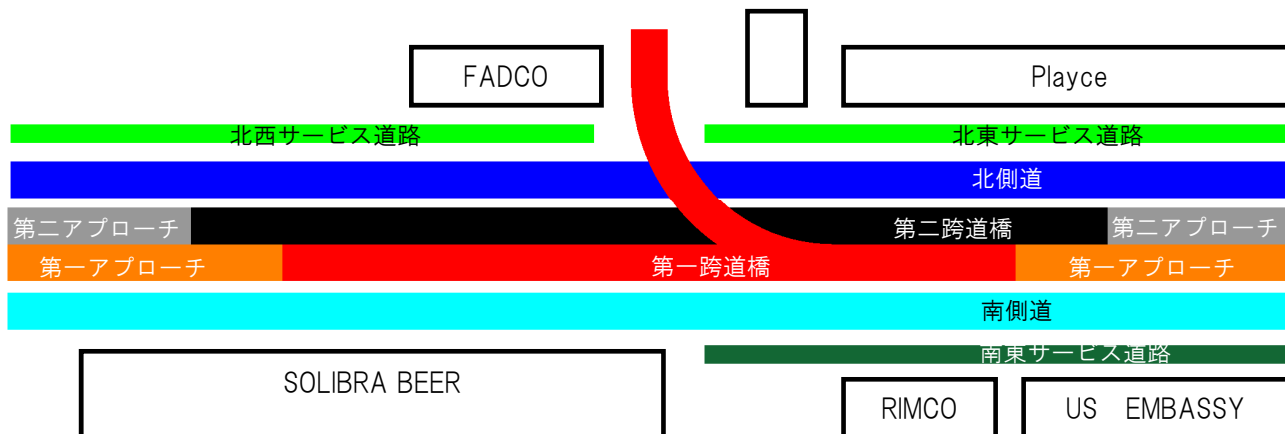 FADCO
Playce
北西サービス道路
北東サービス道路
北側道
第二アプローチ
第二跨道橋
第二アプローチ
第一アプローチ
第一跨道橋
第一アプローチ
南側道
南東サービス道路
SOLIBRA BEER
RIMCO
US EMBASSY